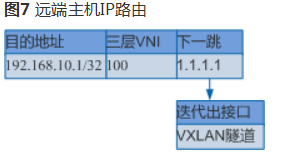 图7 远端主机IP路由
目的地址 三层VNI 下一跳
192.168.10.1/32 100 1.1.1.1
迭代出接口
VXLAN隧道